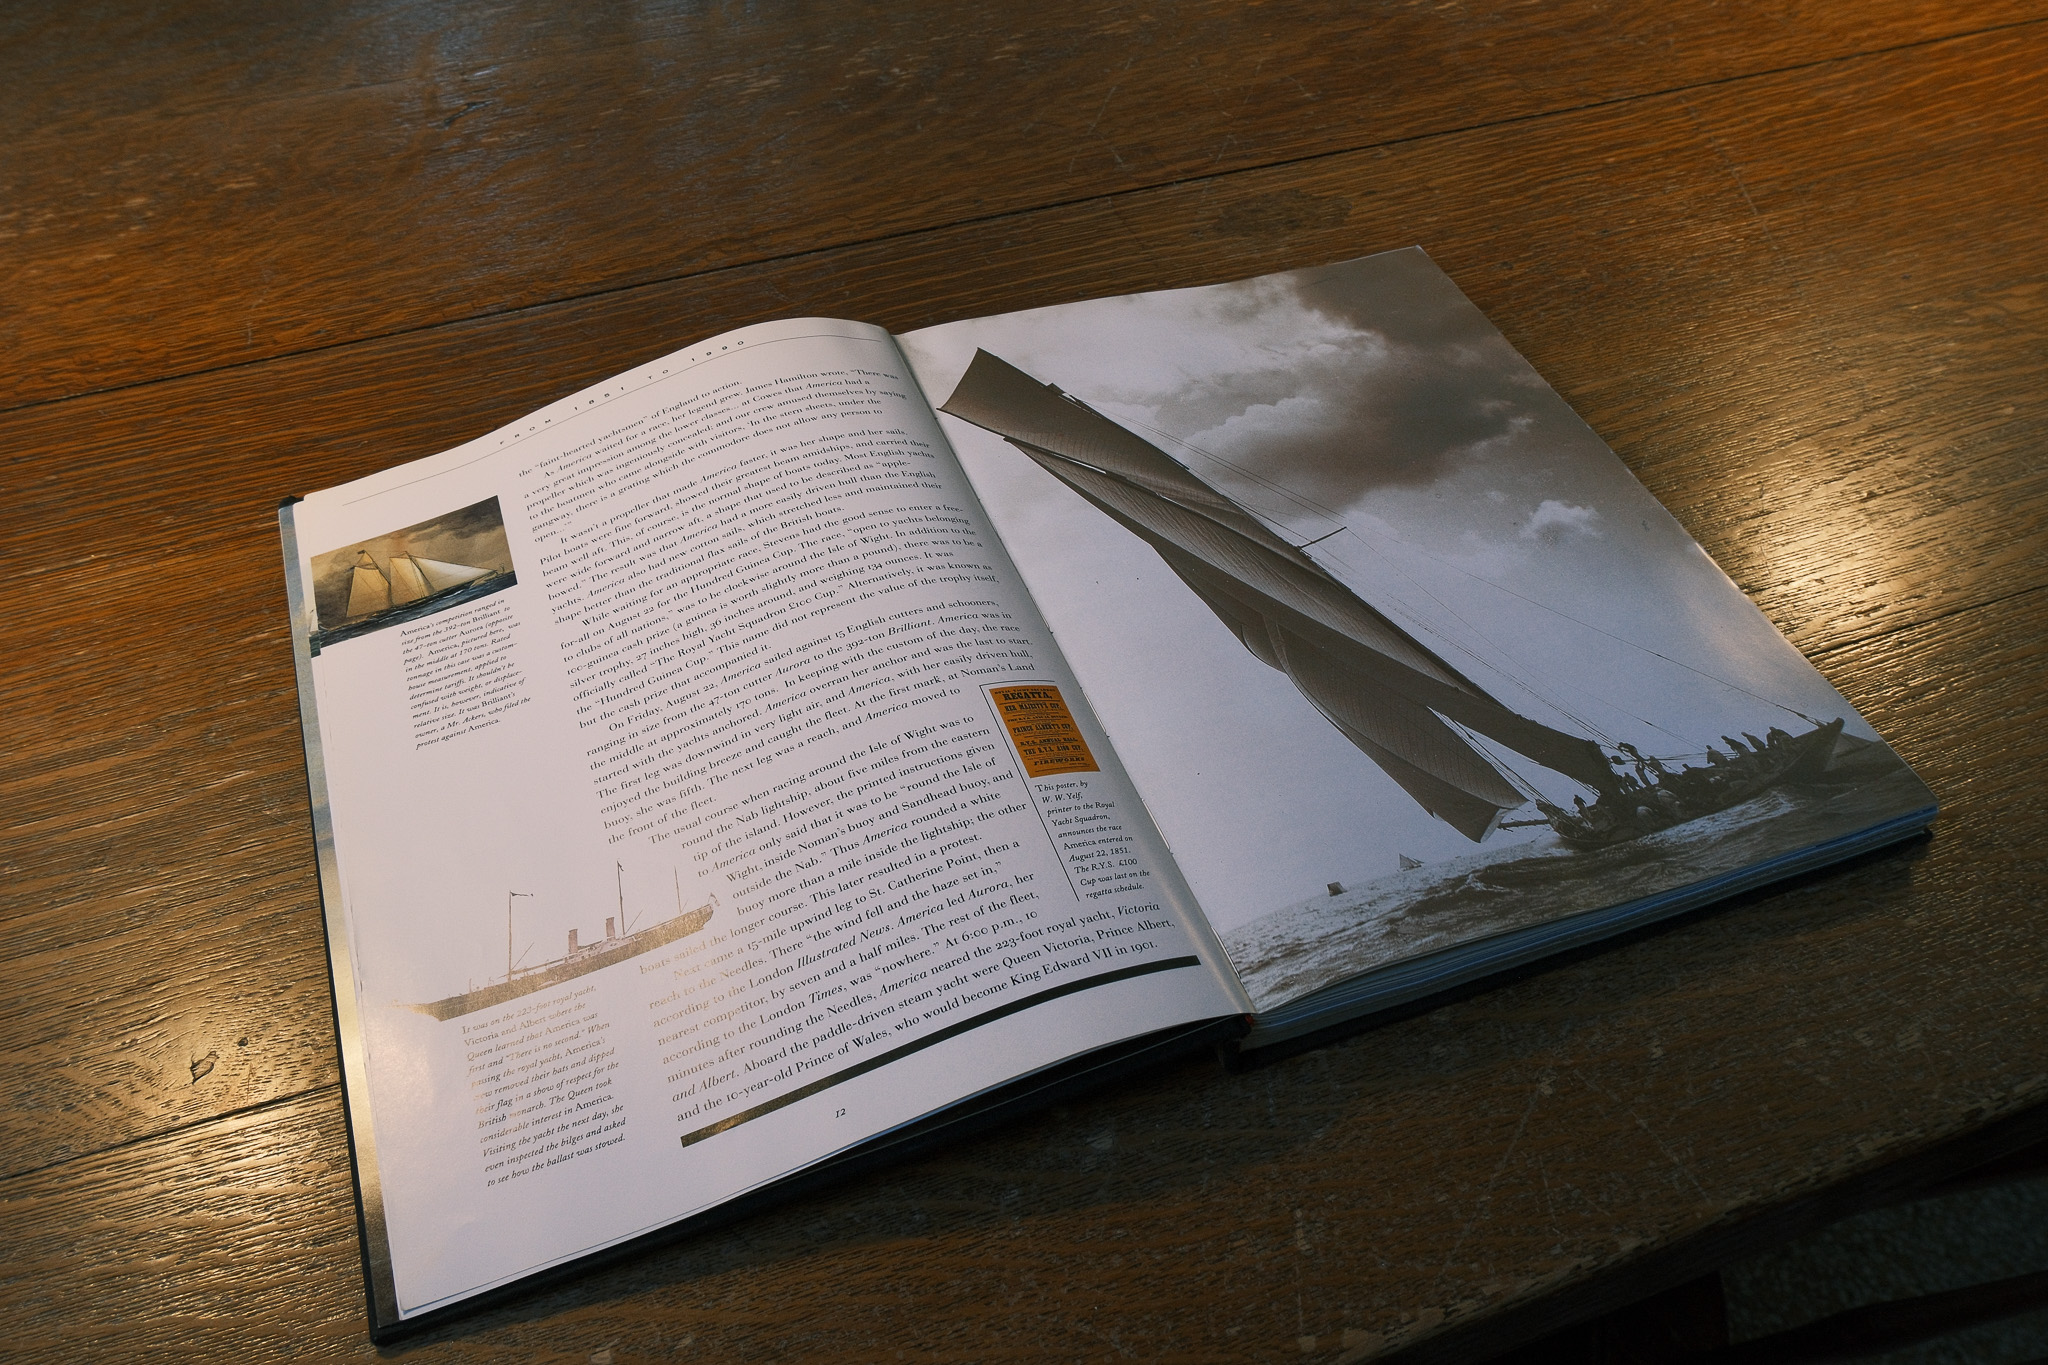 FROM 1851 TO 1990
the "faint-hearted yachtsmen" of England to action.
As America waited for a race, her legend grew. James Hamilton wrote, "There was
a very great impression among the lower classes... at Cowes that America had a
propeller which was ingeniously concealed; and our crew amused themselves by saying
to the boatmen who came alongside with visitors, 'In the stern sheets, under the
gangway, there is a grating which the commodore does not allow any person to
open.'"
It wasn't a propeller that made America faster, it was her shape and her sails.
Pilot boats were fine forward, showed their greatest beam amidships, and carried their
beam well aft. This, of course, is the normal shape of boats today. Most English yachts
were wide forward and narrow aft, a shape that used to be described as "apple-
bowed." The result was that America had a more easily driven hull than the English
yachts. America also had new cotton sails, which stretched less and maintained their
shape better than the traditional flax sails of the British boats.
While waiting for an appropriate race, Stevens had the good sense to enter a free-
for-all on August 22 for the Hundred Guinea Cup. The race, "open to yachts belonging
to clubs of all nations," was to be clockwise around the Isle of Wight. In addition to the
100-guinea cash prize (a guinea is worth slightly more than a pound), there was to be a
silver trophy, 27 inches high, 36 inches around, and weighing 134 ounces. It was
officially called "The Royal Yacht Squadron £100 Cup." Alternatively, it was known as
the "Hundred Guinea Cup." This name did not represent the value of the trophy itself,
but the cash prize that accompanied it.
On Friday, August 22, America sailed against 15 English cutters and schooners,
ranging in size from the 47-ton cutter Aurora to the 392-ton Brilliant. America was in
the middle at approximately 170 tons. In keeping with the custom of the day, the race
started with the yachts anchored. America overran her anchor and was the last to start.
The first leg was downwind in very light air, and America, with her easily driven hull,
enjoyed the building breeze and caught the fleet. At the first mark, at Noman's Land
buoy, she was fifth. The next leg was a reach, and America moved to
the front of the fleet.
The usual course when racing around the Isle of Wight was to
round the Nab lightship, about five miles from the eastern
tip of the island. However, the printed instructions given
to America only said that it was to be "round the Isle of
Wight, inside Noman's buoy and Sandhead buoy, and
outside the Nab." Thus America rounded a white
buoy more than a mile inside the lightship; the other
boats sailed the longer course. This later resulted in a protest.
Next came a 15-mile upwind leg to St. Catherine Point, then a
reach to the Needles. There "the wind fell and the haze set in,"
according to the London Illustrated News. America led Aurora, her
nearest competitor, by seven and a half miles. The rest of the fleet,
according to the London Times, was "nowhere." At 6:00 p.m., 10
minutes after rounding the Needles, America neared the 223-foot royal yacht, Victoria
and Albert. Aboard the paddle-driven steam yacht were Queen Victoria, Prince Albert,
and the 10-year-old Prince of Wales, who would become King Edward VII in 1901.
12
America's competition ranged in
size from the 392-ton Brilliant to
the 47-ton cutter Aurora (opposite
page). America, pictured here, was
in the middle at 170 tons. Rated
tonnage in this case was a custom-
house measurement, applied to
determine tariffs. It shouldn't be
confused with weight, or displace-
ment. It is, however, indicative of
relative size. It was Brilliant's
owner, a Mr. Ackers, who filed the
protest against America.
It was on the 223-foot royal yacht,
Victoria and Albert where the
Queen learned that America was
first and "There is no second." When
passing the royal yacht, America's
crew removed their hats and dipped
their flag in a show of respect for the
British monarch. The Queen took
considerable interest in America.
Visiting the yacht the next day, she
even inspected the bilges and asked
to see how the ballast was stowed.
REGATTA.
HER MAJESTY'S CUP,
PRINCE ALBERT'S CUP,
R.Y.S. ANNUAL BALL,
THE R.Y.S. £100 CUP,
FIREWORKS
This poster, by
W. W. Yelf,
printer to the Royal
Yacht Squadron,
announces the race
America entered on
August 22, 1851.
The R.Y.S. £100
Cup was last on the
regatta schedule.